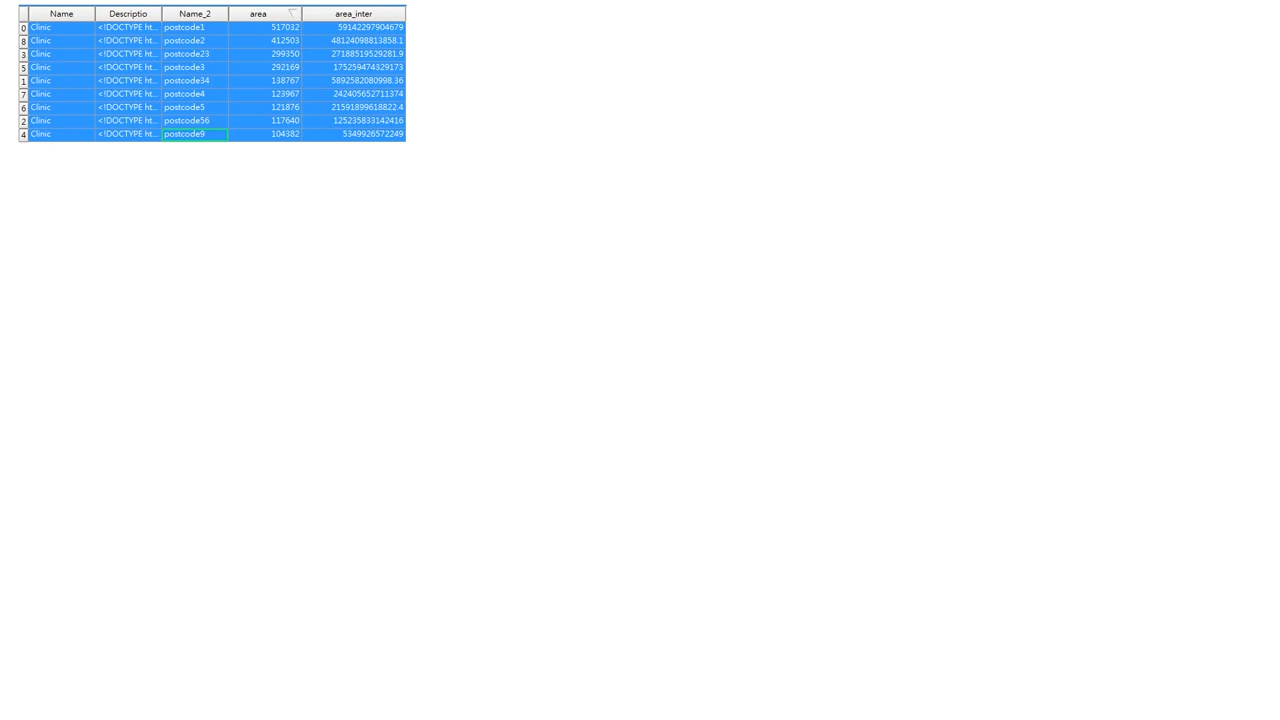 Name Descriptio Name_2 area area_inter
0 Clinic <!DOCTYPE ht... postcode1 517032 59142297904679
8 Clinic <!DOCTYPE ht... postcode2 412503 48124098813858.1
3 Clinic <!DOCTYPE ht... postcode23 299350 27188519529281.9
5 Clinic <!DOCTYPE ht... postcode3 292169 175259474329173
1 Clinic <!DOCTYPE ht... postcode34 138767 5892582080998.36
7 Clinic <!DOCTYPE ht... postcode4 123967 242405652711374
6 Clinic <!DOCTYPE ht... postcode5 121876 21591899618822.4
2 Clinic <!DOCTYPE ht... postcode56 117640 125235833142416
4 Clinic <!DOCTYPE ht... postcode9 104382 5349926572249